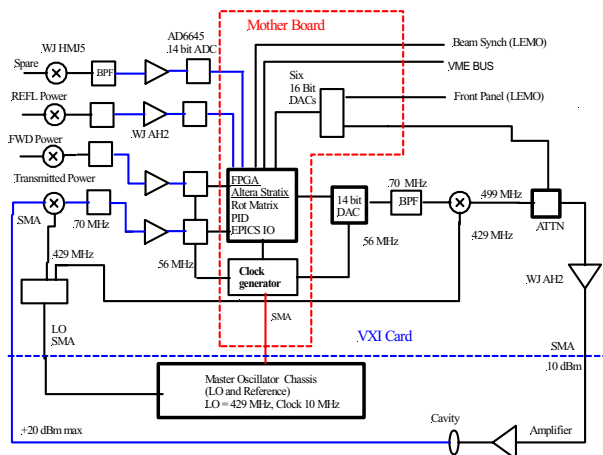 Mother Board
.WJ HMJ5
AD6645
.14 bit ADC
Spare
BPF
.REFL Power
.WJ AH2
.FWD Power
.Transmitted Power
.SMA
.70 MHz
.429 MHz
.56 MHz
LO
.SMA
Beam Synch (LEMO)
VME BUS
Six
16 Bit
DACs
Front Panel (LEMO)
FPGA
Altera Stratix
Rot Matrix
PID
EPICS IO
14 bit
DAC
.70 MHz
.BPF
.499 MHz
429 MHz
.56 MHz
ATTN
Clock
generator
.SMA
.WJ AH2
VXI Card
.SMA
.10 dBm
Master Oscillator Chassis
(LO and Reference)
LO = 429 MHz, Clock 10 MHz
+20 dBm max
Cavity
Amplifier